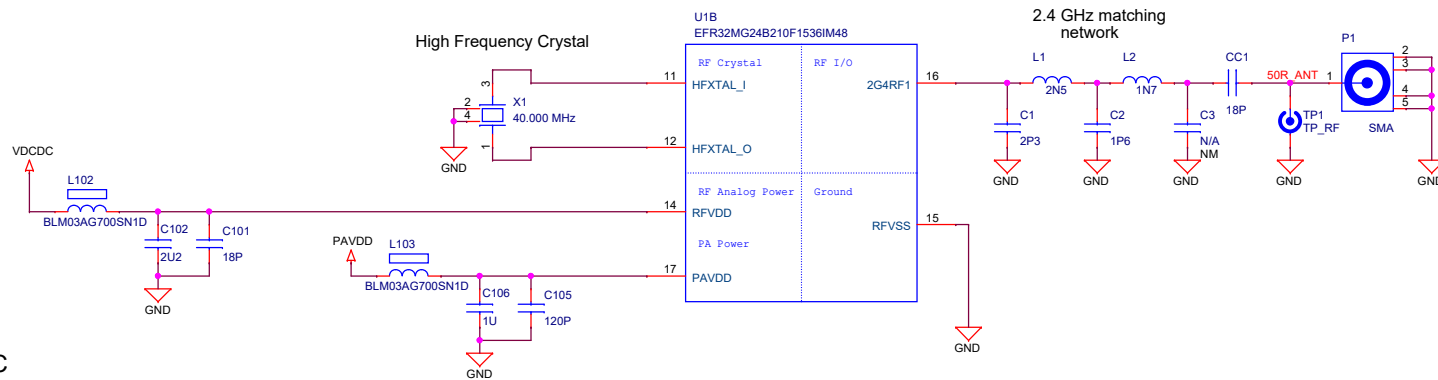 U1B
EFR32MG24B210F1536IM48
High Frequency Crystal
2.4 GHz matching
network
RF Crystal
RF I/O
HFXTAL_I
11
HFXTAL_O
12
2G4RF1
16
RF Analog Power
Ground
RFVDD
14
RFVSS
15
PA Power
PAVDD
17
3
2
4
1
X1
40.000 MHz
GND
VDCDC
L102
BLM03AG700SN1D
C102
2U2
C101
18P
GND
PAVDD
L103
BLM03AG700SN1D
C106
1U
C105
120P
GND
GND
L1
2N5
L2
1N7
CC1
18P
C1
2P3
GND
C2
1P6
GND
C3
N/A
NM
GND
50R_ANT
TP1
TP_RF
GND
P1
1
2
3
4
5
SMA
GND
C